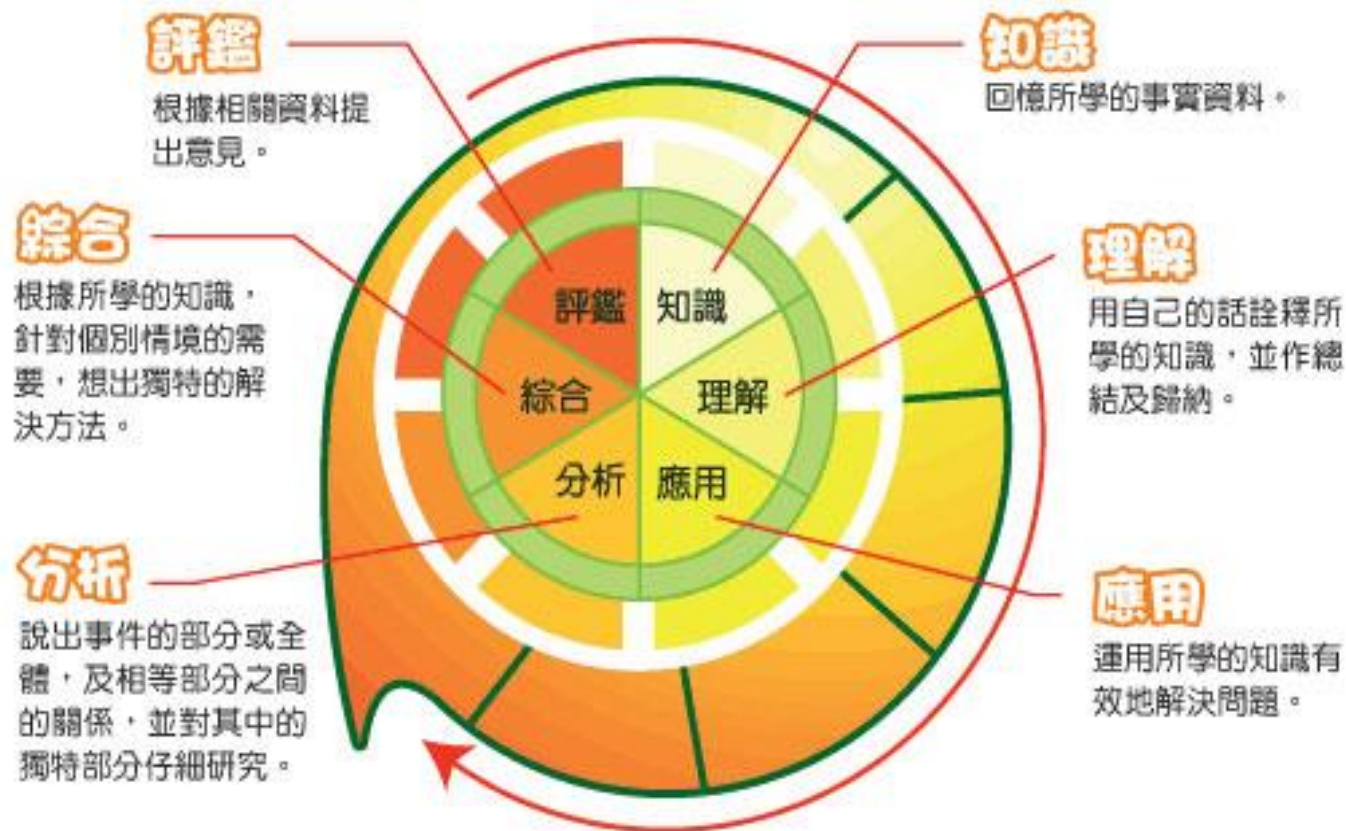 評鑑
根據相關資料提
出意見。
知識
回憶所學的事實資料。
綜合
根據所學的知識，
針對個別情境的需
要，想出獨特的解
決方法。
理解
用自己的話詮釋所
學的知識，並作總
結及歸納。
分析
說出事件的部分或全
體，及相等部分之間
的關係，並對其中的
獨特部分仔細研究。
應用
運用所學的知識有
效地解決問題。
評鑑
知識
綜合
理解
分析
應用